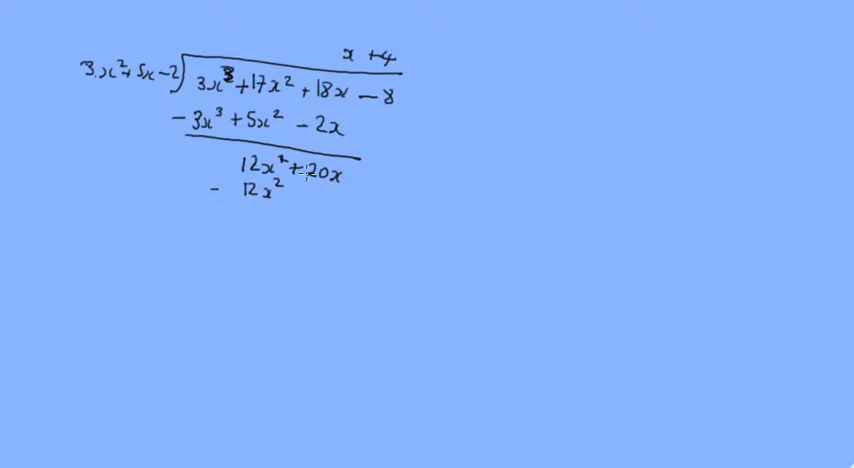 x + 4
3x² + 5x - 2) 3x³ + 17x² + 18x - 8
- 3x³ + 5x² - 2x
12x² + 20x
- 12x²